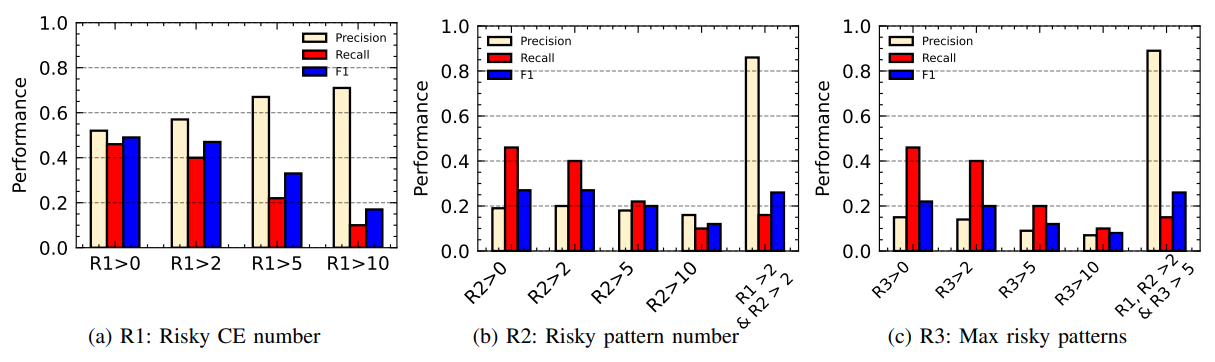 1.0
0.8
0.6
0.4
0.2
0.0
Performance
Precision
Recall
F1
R1>0
R1>2
R1>5
R1>10
(a) R1: Risky CE number
1.0
0.8
0.6
0.4
0.2
0.0
Performance
Precision
Recall
F1
R2>0
R2>2
R2>5
R2>10
R1 >2
& R2 > 2
(b) R2: Risky pattern number
1.0
0.8
0.6
0.4
0.2
0.0
Performance
Precision
Recall
F1
R3>0
R3>2
R3>5
R3>10
R1, R2 >2
& R3 > 5
(c) R3: Max risky patterns